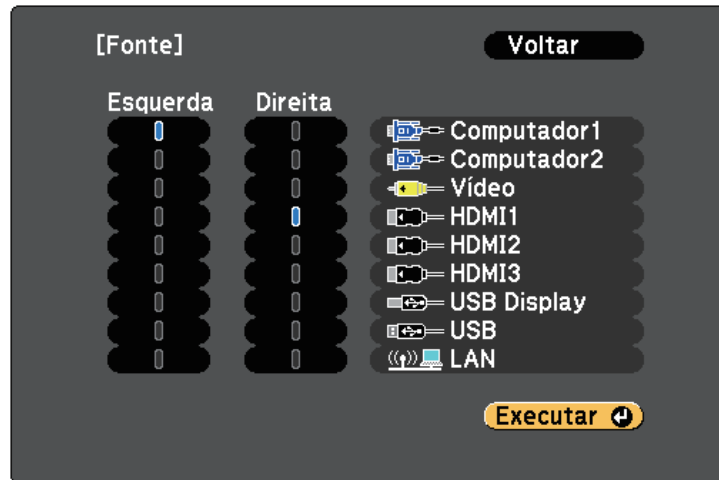 [Fonte] Voltar
Esquerda Direita
Computador1
Computador2
Vídeo
HDMI1
HDMI2
HDMI3
USB Display
USB
LAN
Executar